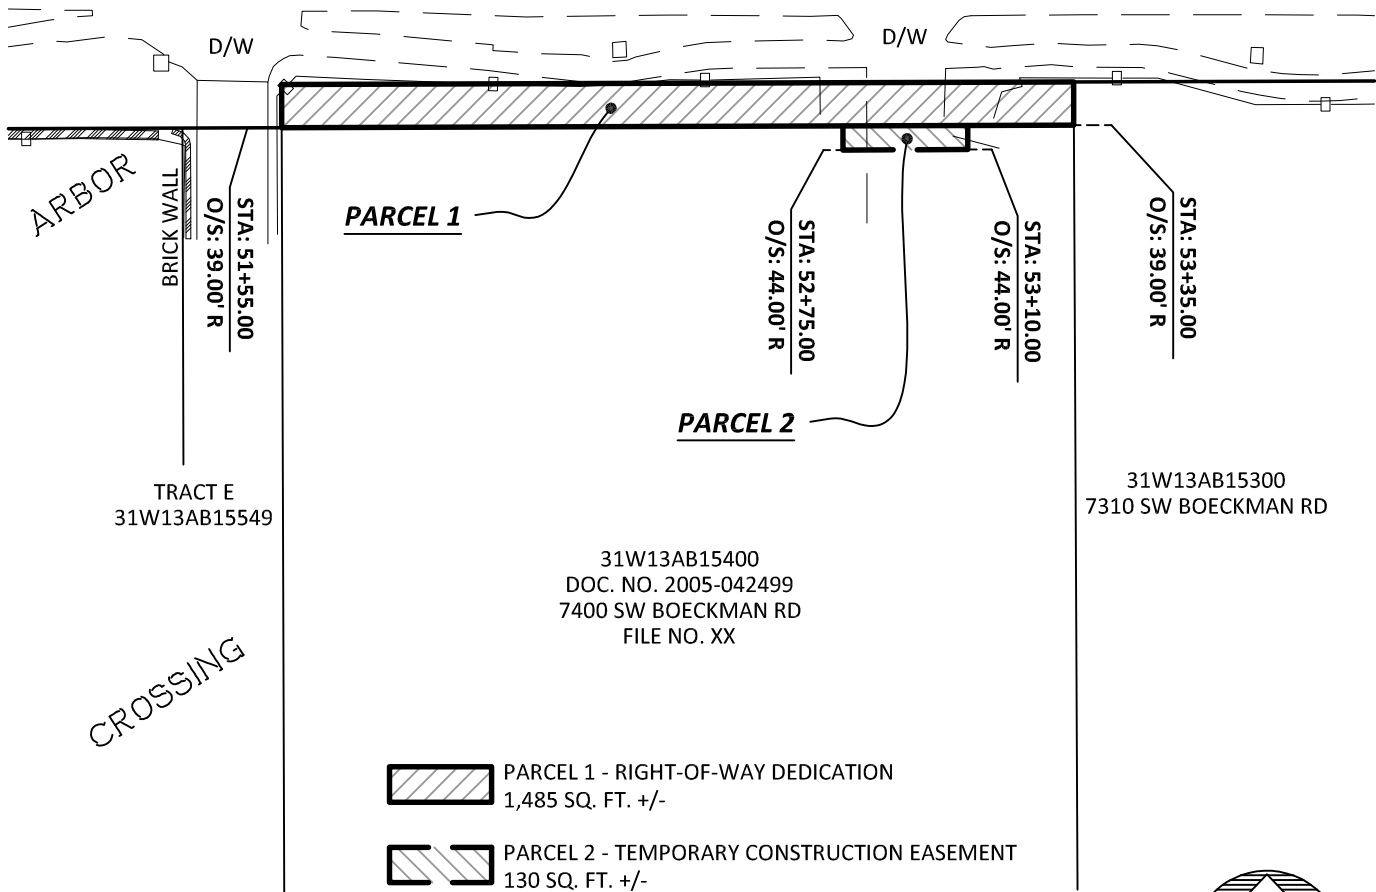 D/W
D/W
ARBOR
BRICK WALL
STA: 51+55.00
O/S: 39.00' R
PARCEL 1
STA: 52+75.00
O/S: 44.00' R
STA: 53+10.00
O/S: 44.00' R
STA: 53+35.00
O/S: 39.00' R
PARCEL 2
TRACT E
31W13AB15549
31W13AB15300
7310 SW BOECKMAN RD
31W13AB15400
DOC. NO. 2005-042499
7400 SW BOECKMAN RD
FILE NO. XX
CROSSING
PARCEL 1 - RIGHT-OF-WAY DEDICATION
1,485 SQ. FT. +/-
PARCEL 2 - TEMPORARY CONSTRUCTION EASEMENT
130 SQ. FT. +/-